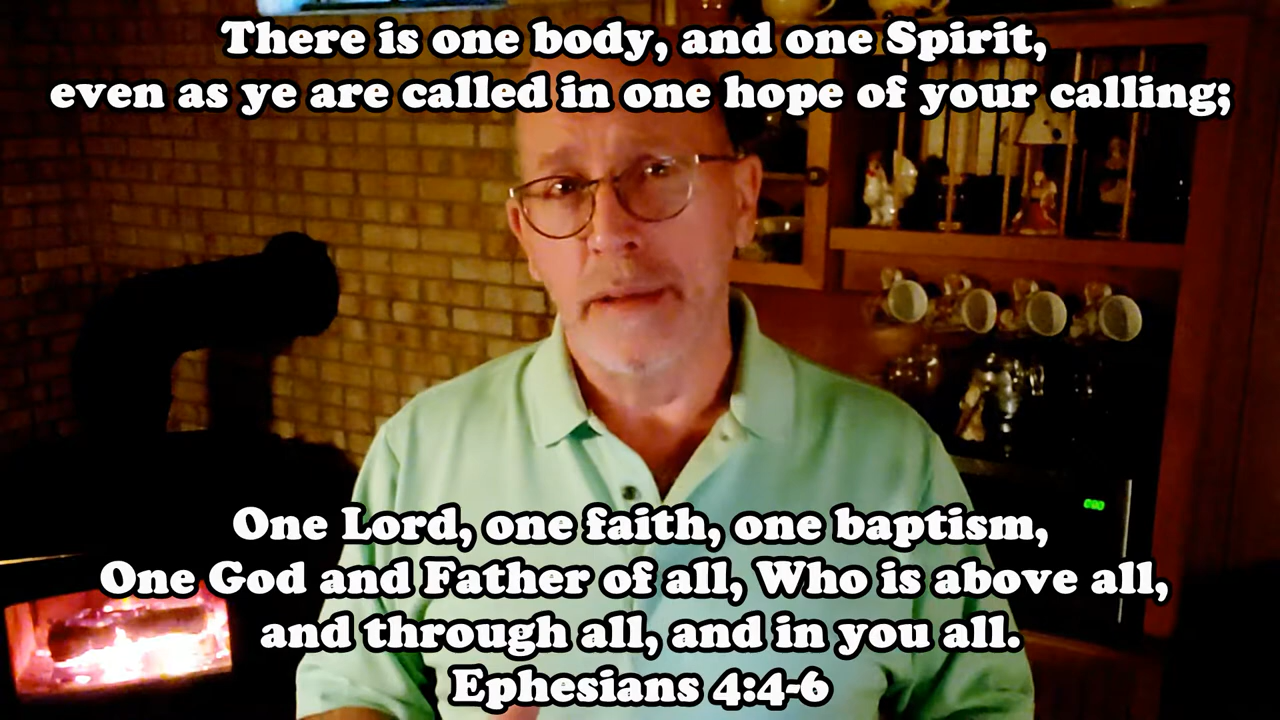 There is one body, and one Spirit,
even as ye are called in one hope of your calling;
One Lord, one faith, one baptism,
One God and Father of all, Who is above all,
and through all, and in you all.
Ephesians 4:4-6